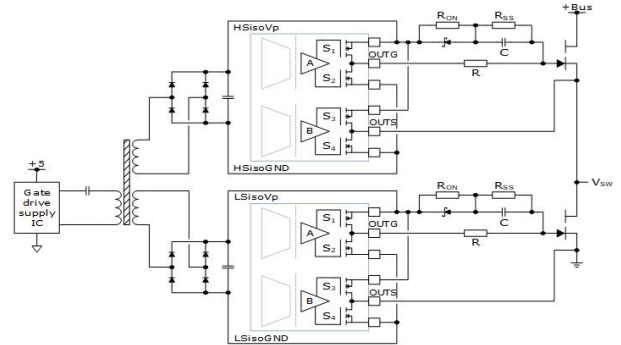 +Bus
HSisoVp
RON
RSS
S1
OUTG
C
A
S2
R
S3
OUTS
B
S4
HSisoGND
+5
Gate
drive
supply
IC
VSW
LSisoVp
RON
RSS
S1
OUTG
C
A
S2
R
S3
OUTS
B
S4
LSisoGND